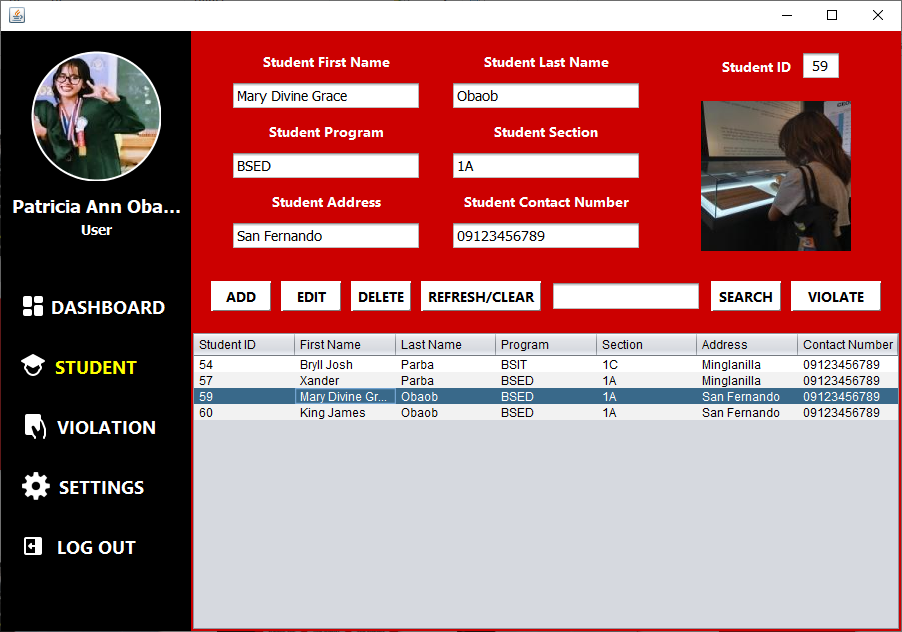 Patricia Ann Oba...
User
DASHBOARD
STUDENT
VIOLATION
SETTINGS
LOG OUT
Student First Name Student Last Name Student ID 59
Mary Divine Grace Obaob
Student Program Student Section
BSED 1A
Student Address Student Contact Number
San Fernando 09123456789
ADD EDIT DELETE REFRESH/CLEAR SEARCH VIOLATE
Student ID First Name Last Name Program Section Address Contact Number
54 Bryll Josh Parba BSIT 1C Minglanilla 09123456789
57 Xander Parba BSED 1A Minglanilla 09123456789
59 Mary Divine Gr... Obaob BSED 1A San Fernando 09123456789
60 King James Obaob BSED 1A San Fernando 09123456789